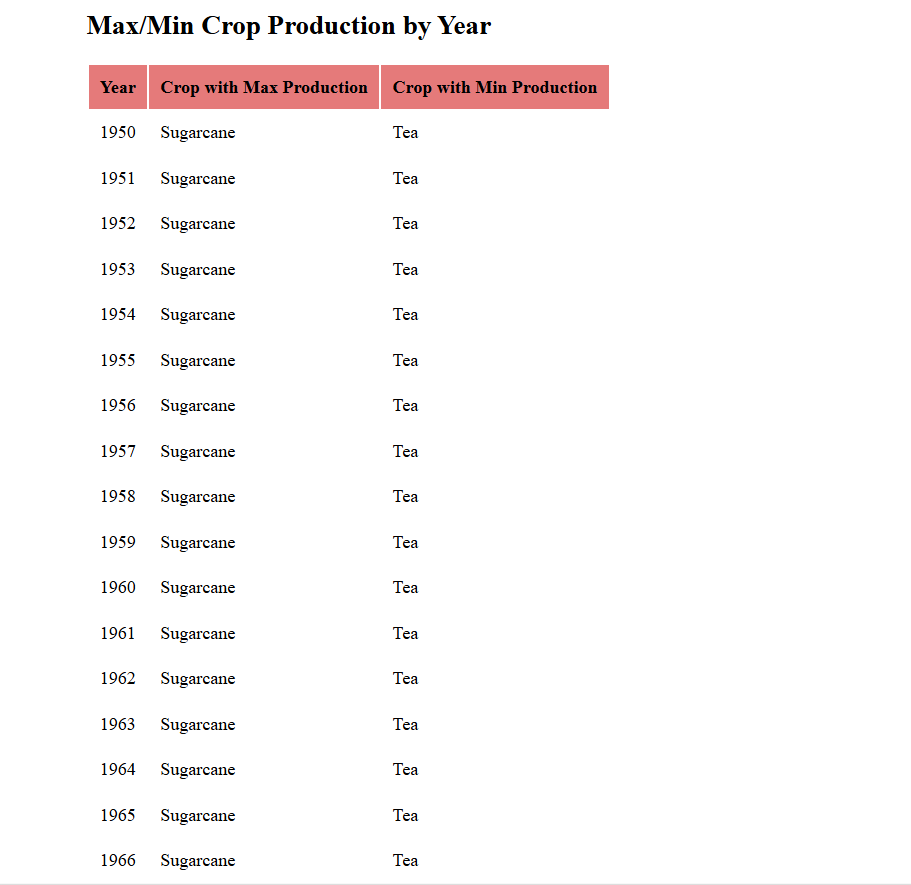 Max/Min Crop Production by Year
Year Crop with Max Production Crop with Min Production
1950 Sugarcane Tea
1951 Sugarcane Tea
1952 Sugarcane Tea
1953 Sugarcane Tea
1954 Sugarcane Tea
1955 Sugarcane Tea
1956 Sugarcane Tea
1957 Sugarcane Tea
1958 Sugarcane Tea
1959 Sugarcane Tea
1960 Sugarcane Tea
1961 Sugarcane Tea
1962 Sugarcane Tea
1963 Sugarcane Tea
1964 Sugarcane Tea
1965 Sugarcane Tea
1966 Sugarcane Tea